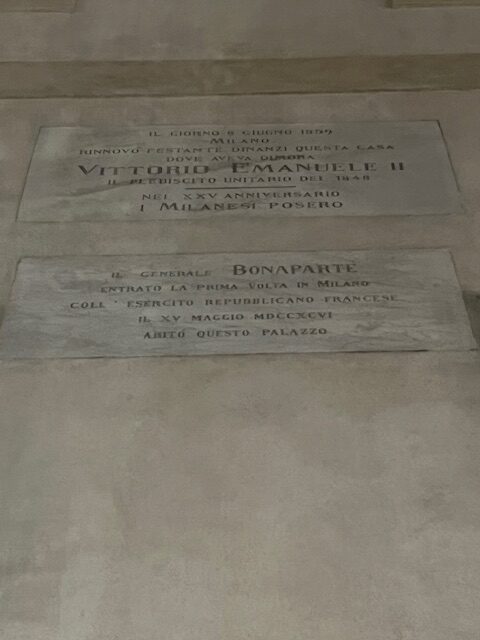 IL GIORNO 8 GIUGNO 1859
MILANO
RINNOVÒ FESTANTE DINANZI QUESTA CASA
DOVE AVEVA DIMORA
VITTORIO EMANUELE II
IL PLEBISCITO UNITARIO DEL 1848
NEL XXV ANNIVERSARIO
I MILANESI POSERO
IL GENERALE BONAPARTE
ENTRATO LA PRIMA VOLTA IN MILANO
COLL' ESERCITO REPUBBLICANO FRANCESE
IL XV MAGGIO MDCCXCVI
ABITÒ QUESTO PALAZZO